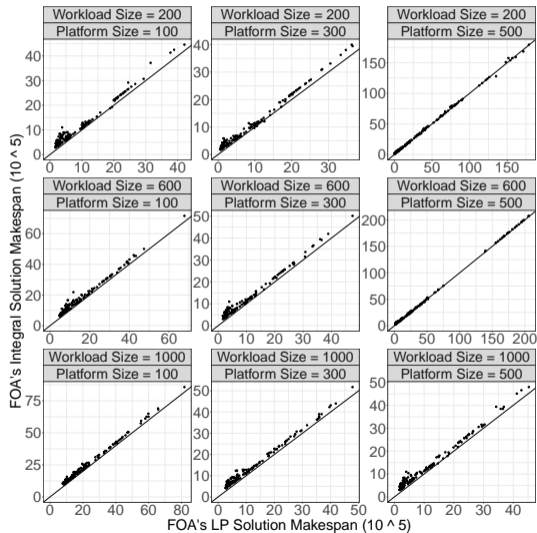 Workload Size = 200
Platform Size = 100
Workload Size = 200
Platform Size = 300
Workload Size = 200
Platform Size = 500
40
30
20
10
0
0 10 20 30 40
40
30
20
10
0
0 10 20 30
150
100
50
0
0 50 100 150
Workload Size = 600
Platform Size = 100
Workload Size = 600
Platform Size = 300
Workload Size = 600
Platform Size = 500
60
40
20
0
0 20 40 60
50
40
30
20
10
0
0 10 20 30 40
200
150
100
50
0
0 50 100 150 200
Workload Size = 1000
Platform Size = 100
Workload Size = 1000
Platform Size = 300
Workload Size = 1000
Platform Size = 500
75
50
25
0
0 20 40 60 80
50
40
30
20
10
0
0 10 20 30 40 50
50
40
30
20
10
0
0 10 20 30 40
FOA's Integral Solution Makespan (10 ^ 5)
FOA's LP Solution Makespan (10 ^ 5)